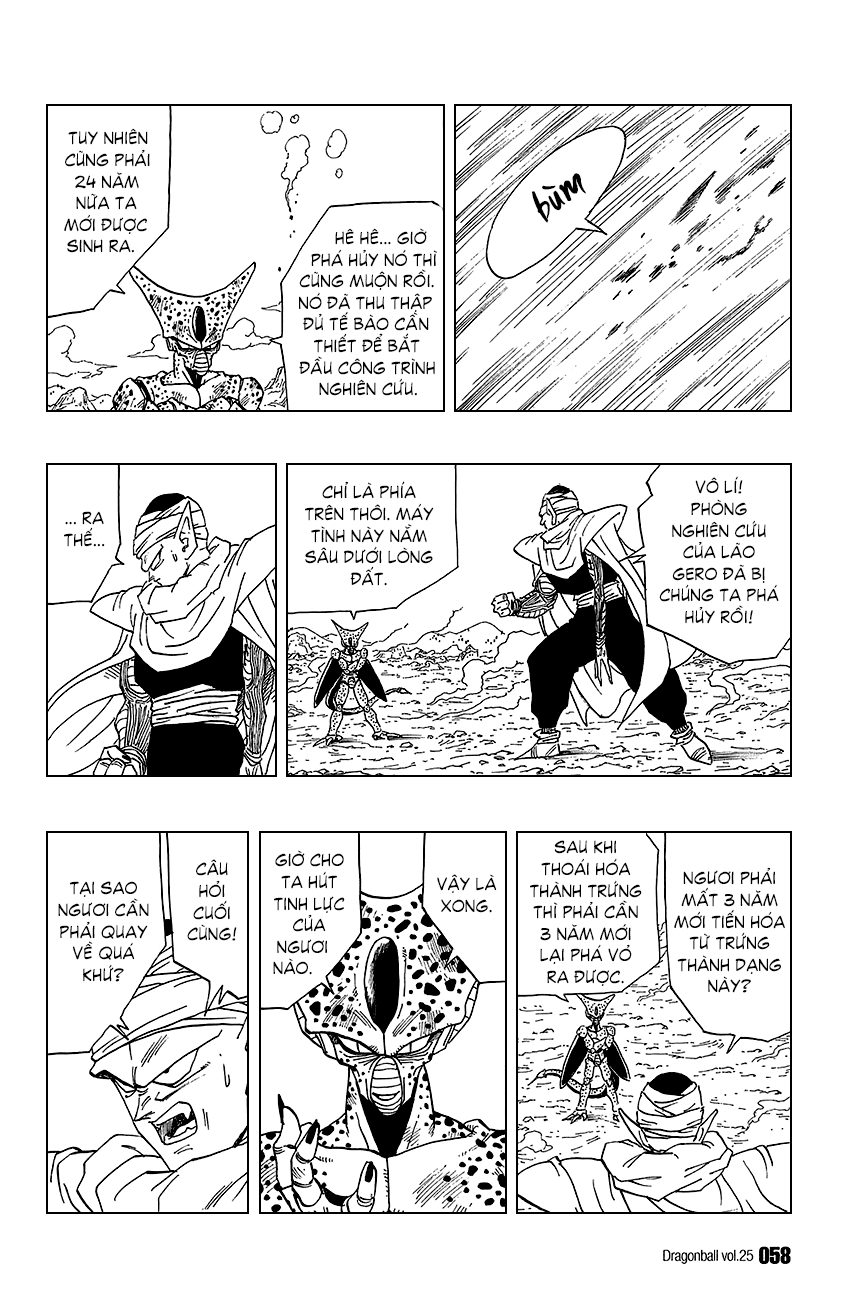 bùm
HÊ HÊ... GIỜ
PHÁ HỦY NÓ THÌ
CŨNG MUỘN RỒI.
NÓ ĐÃ THU THẬP
ĐỦ TẾ BÀO CẦN
THIẾT ĐỂ BẮT
ĐẦU CÔNG TRÌNH
NGHIÊN CỨU.
TUY NHIÊN
CŨNG PHẢI
24 NĂM
NỮA TA
MỚI ĐƯỢC
SINH RA.
VÔ LÍ!
PHÒNG
NGHIÊN CỨU
CỦA LÃO
GERO ĐÃ BỊ
CHÚNG TA PHÁ
HỦY RỒI!
CHỈ LÀ PHÍA
TRÊN THÔI. MÁY
TÌNH NÀY NẰM
SÂU DƯỚI LÒNG
ĐẤT.
... RA
THẾ...
NGƯƠI PHẢI
MẤT 3 NĂM
MỚI TIẾN HÓA
TỪ TRỨNG
THÀNH DẠNG
NÀY?
SAU KHI
THOÁI HÓA
THÀNH TRỨNG
THÌ PHẢI CẦN
3 NĂM MỚI
LẠI PHÁ VỎ
RA ĐƯỢC.
VẬY LÀ
XONG.
GIỜ CHO
TA HÚT
TINH LỰC
CỦA
NGƯƠI
NÀO.
CÂU
HỎI
CUỐI
CÙNG!
TẠI SAO
NGƯƠI CẦN
PHẢI QUAY
VỀ QUÁ
KHỨ?
Dragonball vol.25 058